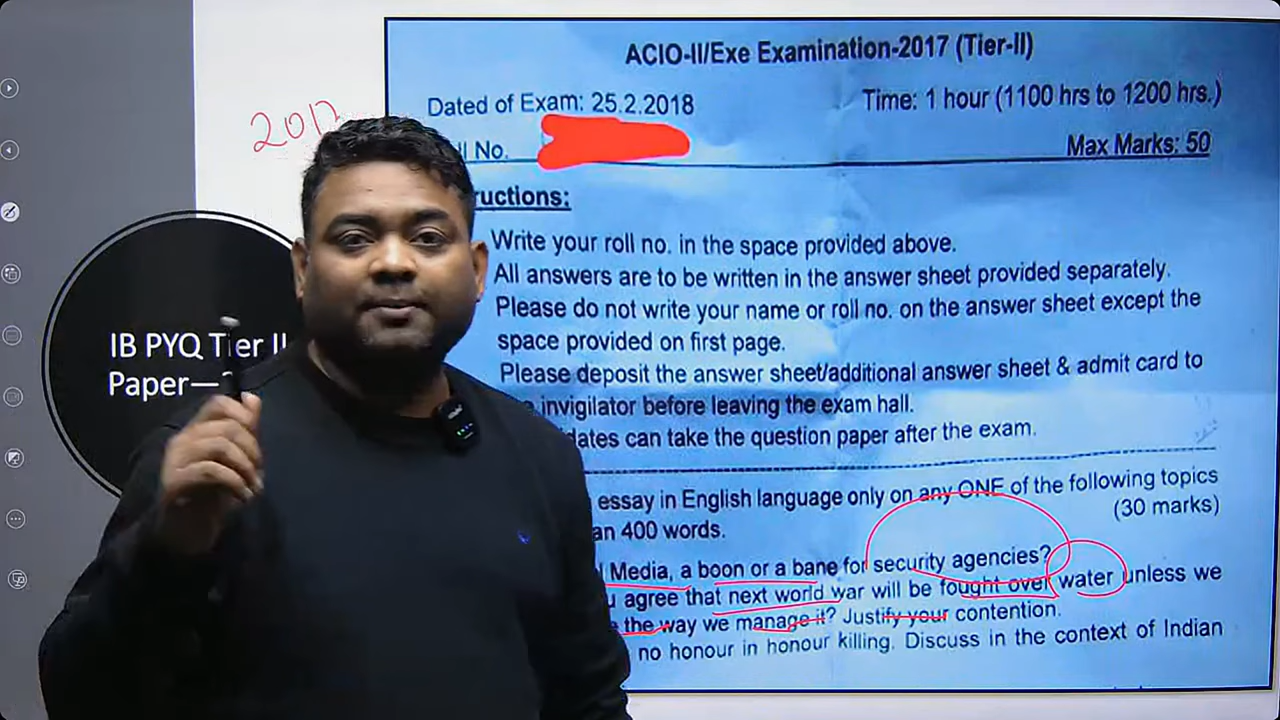 ACIO-II/Exe Examination-2017 (Tier-II)
Dated of Exam: 25.2.2018
Time: 1 hour (1100 hrs to 1200 hrs.)
2017
No.
Max Marks: 50
ructions:
Write your roll no. in the space provided above.
All answers are to be written in the answer sheet provided separately.
Please do not write your name or roll no. on the answer sheet except the
space provided on first page.
Please deposit the answer sheet/additional answer sheet & admit card to
invigilator before leaving the exam hall.
dates can take the question paper after the exam.
IB PYQ Tier II
Paper—
essay in English language only on any ONE of the following topics
an 400 words.
(30 marks)
Media, a boon or a bane for security agencies?
agree that next world war will be fought over water unless we
the way we manage it? Justify your contention.
no honour in honour killing. Discuss in the context of Indian